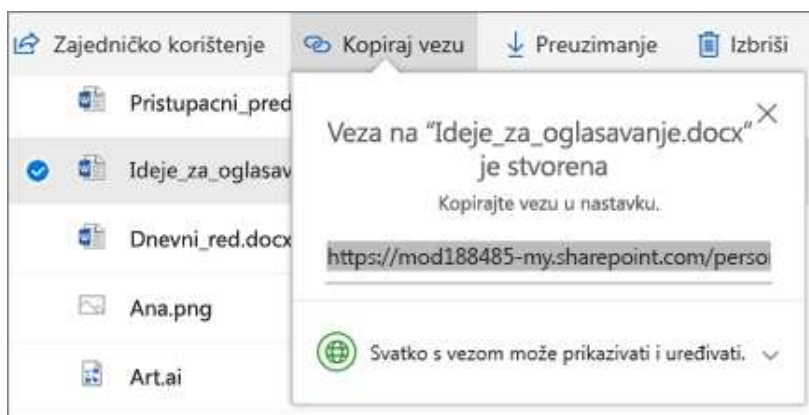 Zajedničko korištenje Kopiraj vezu Preuzimanje Izbriši
Pristupacni_pred
Ideje_za_oglasav
Dnevni_red.docx
Ana.png
Art.ai
Veza na “Ideje_za_oglasavanje.docx”
je stvorena
Kopirajte vezu u nastavku.
https://mod188485-my.sharepoint.com/perso
Svatko s vezom može prikazivati i uređivati.